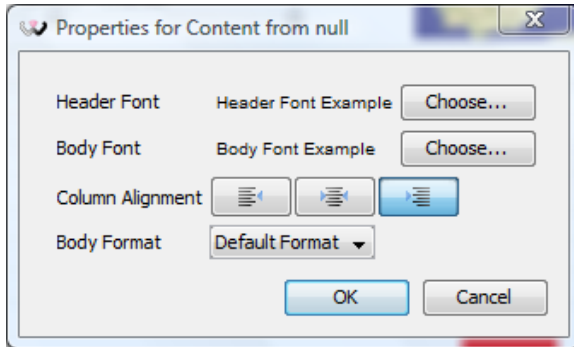 Properties for Content from null
Header Font Header Font Example Choose...
Body Font Body Font Example Choose...
Column Alignment
Body Format Default Format
OK Cancel